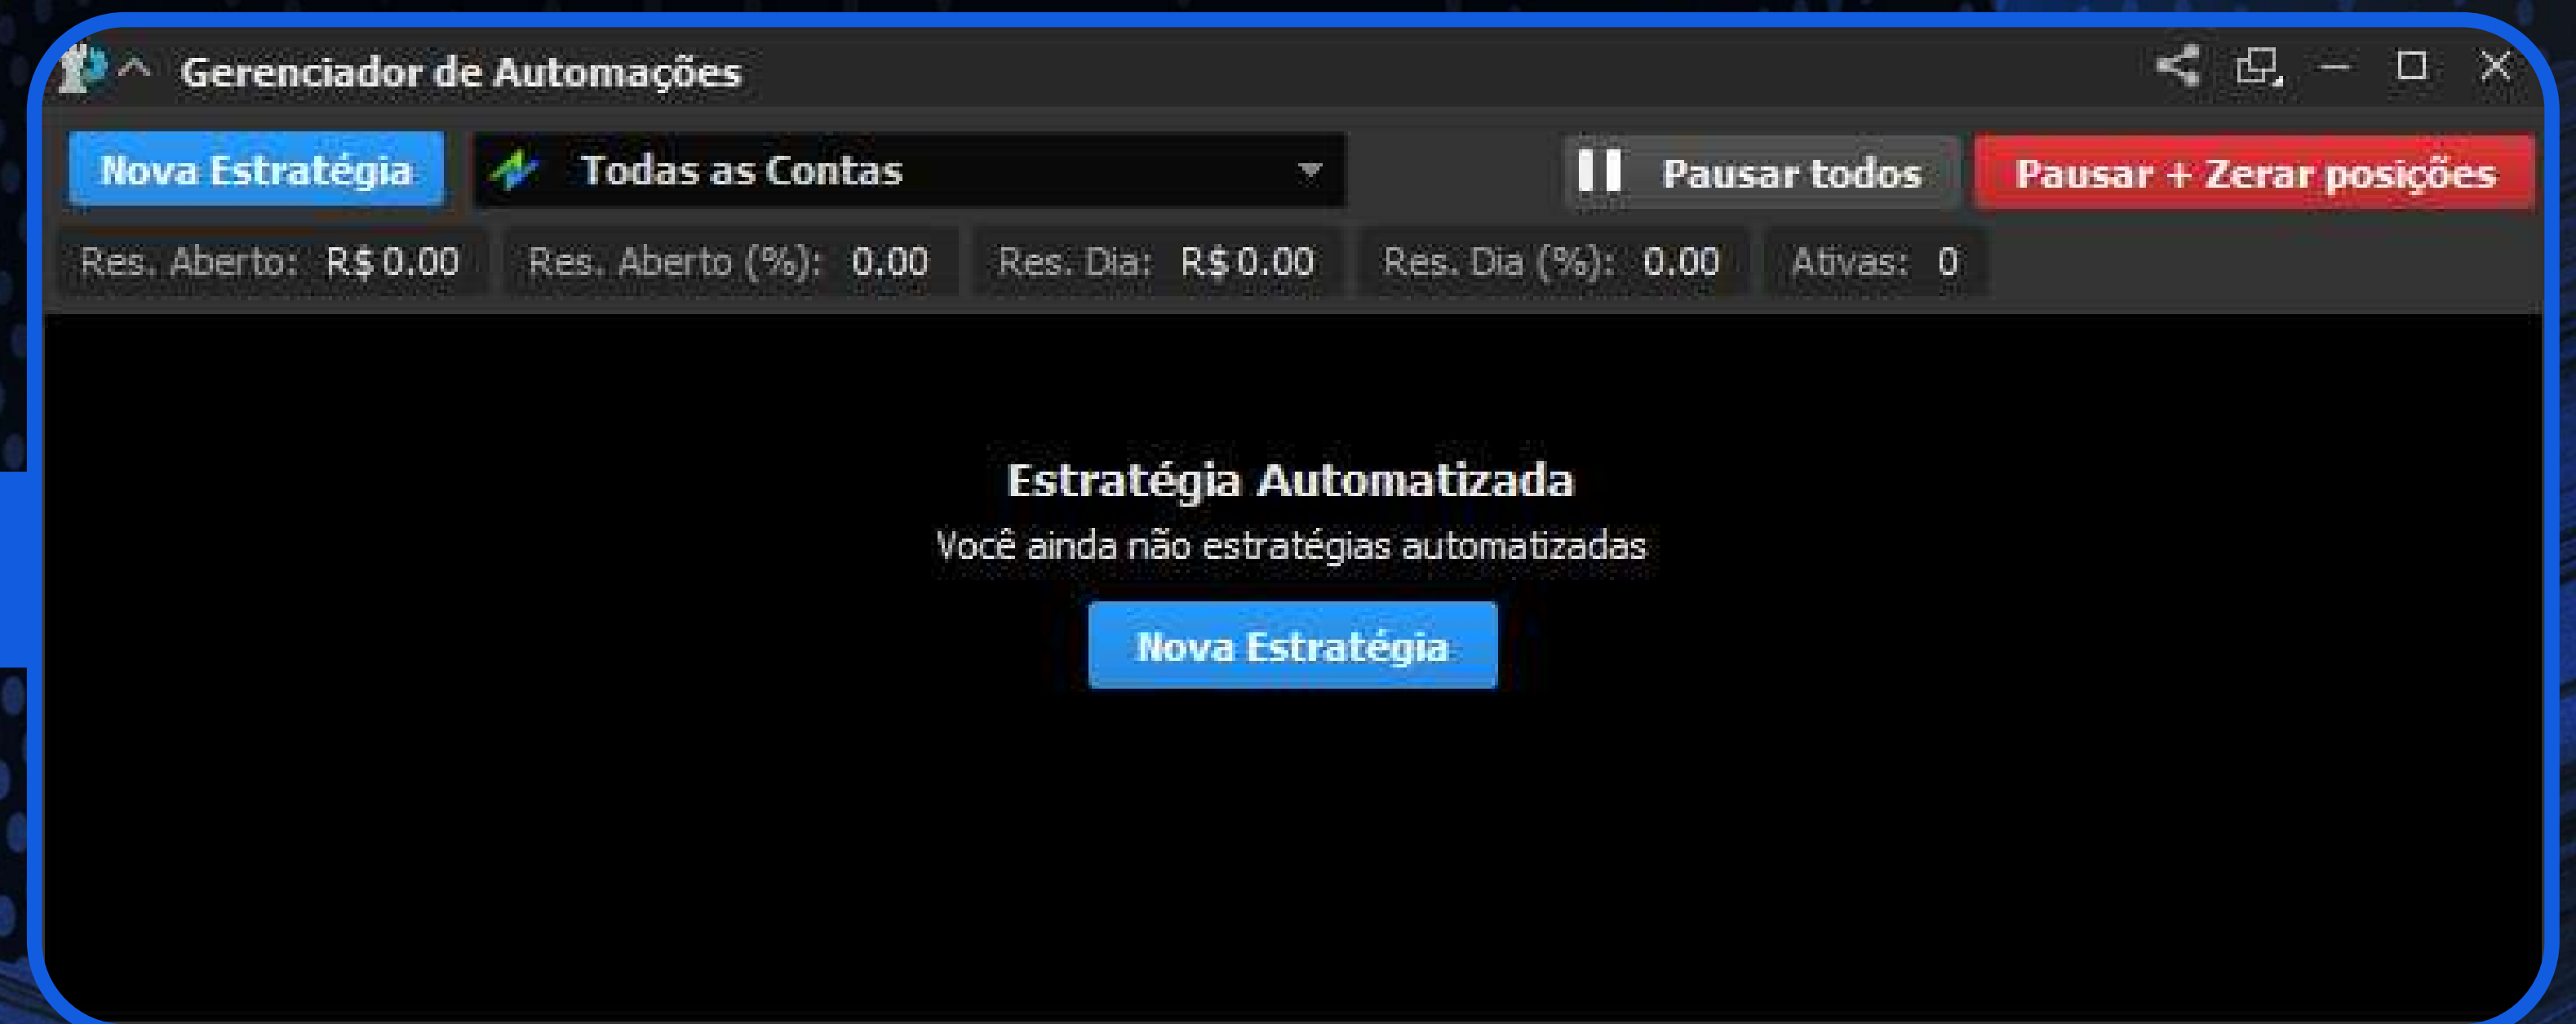 Gerenciador de Automações
Nova Estratégia Todas as Contas Pausar todos Pausar + Zerar posições
Res. Aberto: R$ 0.00 Res. Aberto (%): 0.00 Res. Dia: R$ 0.00 Res. Dia (%): 0.00 Ativas: 0
Estratégia Automatizada
Você ainda não estratégias automatizadas
Nova Estratégia